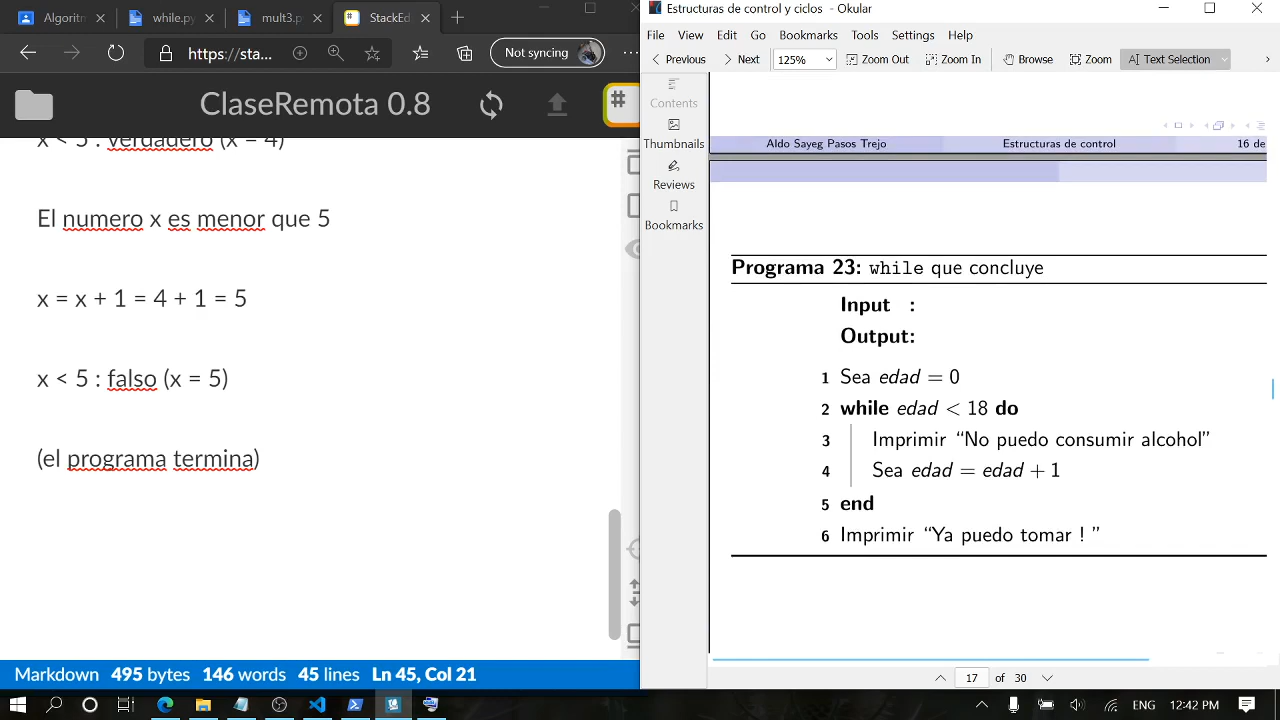 Algoritn
while.py
mult3.p
StackEd
https://sta...
Not syncing
ClaseRemota 0.8
x < 5 : verdadero (x = 4)
El numero x es menor que 5
x = x + 1 = 4 + 1 = 5
x < 5 : falso (x = 5)
(el programa termina)
Markdown 495 bytes 146 words 45 lines Ln 45, Col 21
Estructuras de control y ciclos - Okular
File View Edit Go Bookmarks Tools Settings Help
Previous Next 125% Zoom Out Zoom In Browse Zoom Text Selection
Contents
Thumbnails
Reviews
Bookmarks
Aldo Sayeg Pasos Trejo Estructuras de control 16 de
Programa 23: while que concluye
Input :
Output:
1 Sea edad = 0
2 while edad < 18 do
3 Imprimir “No puedo consumir alcohol”
4 Sea edad = edad + 1
5 end
6 Imprimir “Ya puedo tomar ! ”
17 of 30
ENG 12:42 PM